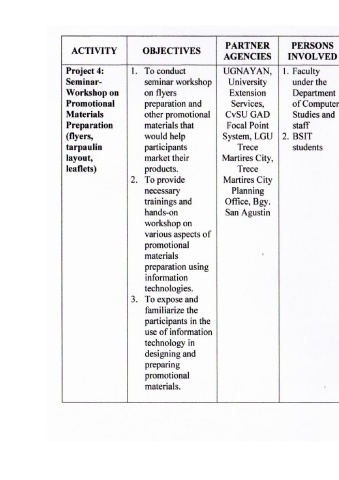 ACTIVITY
OBJECTIVES
PARTNER
AGENCIES
PERSONS
INVOLVED
Project 4:
Seminar-
Workshop on
Promotional
Materials
Preparation
(flyers,
tarpaulin
layout,
leaflets)
1. To conduct
seminar workshop
on flyers
preparation and
other promotional
materials that
would help
participants
market their
products.
2. To provide
necessary
trainings and
hands-on
workshop on
various aspects of
promotional
materials
preparation using
information
technologies.
3. To expose and
familiarize the
participants in the
use of information
technology in
designing and
preparing
promotional
materials.
UGNAYAN,
University
Extension
Services,
CvSU GAD
Focal Point
System, LGU
Trece
Martires City,
Trece
Martires City
Planning
Office, Bgy.
San Agustin
1. Faculty
under the
Department
of Computer
Studies and
staff
2. BSIT
students